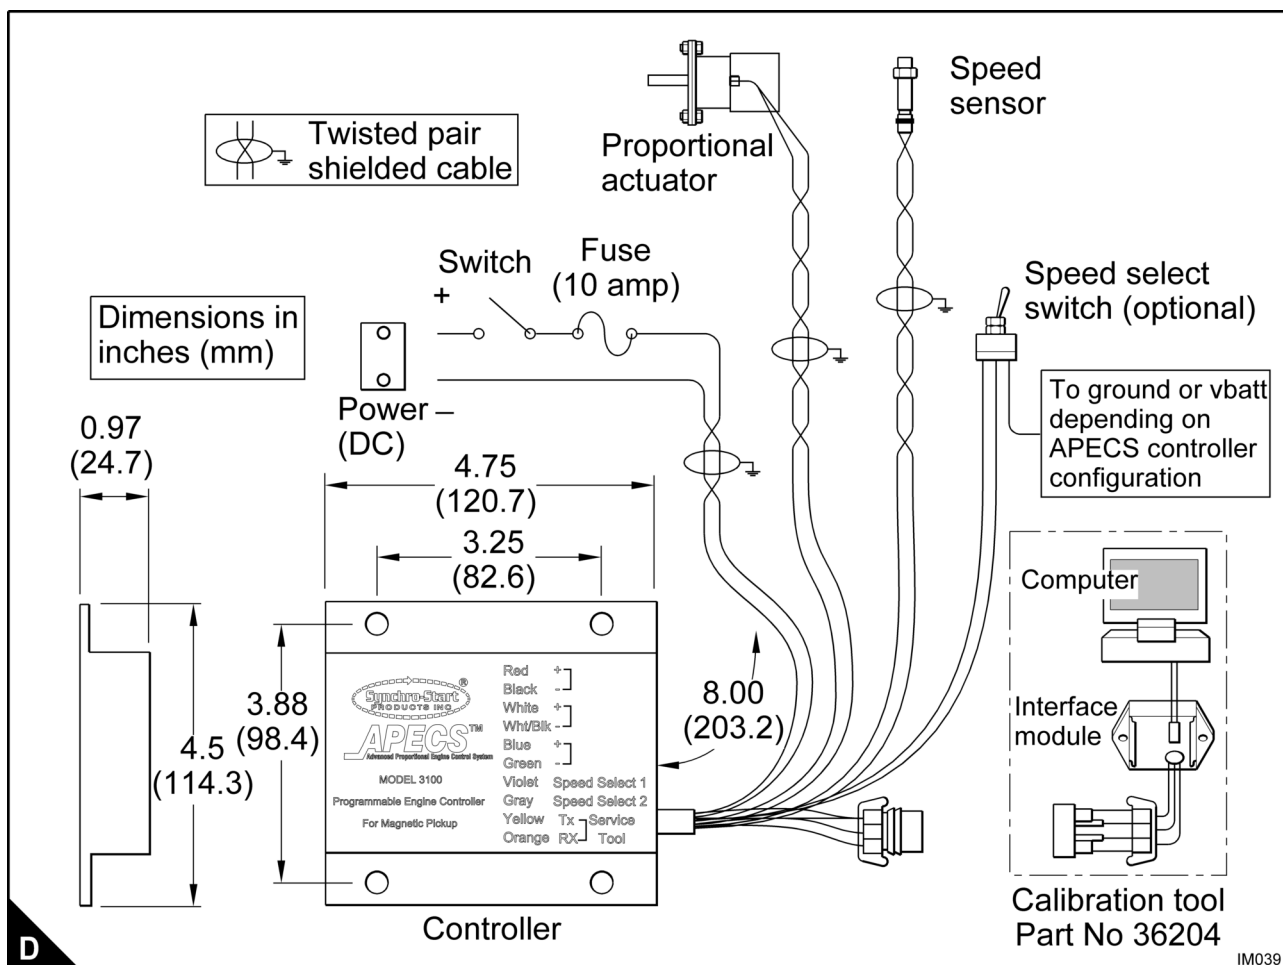 Speed
sensor
Twisted pair
shielded cable
Proportional
actuator
Switch
Fuse
(10 amp)
+
Speed select
switch (optional)
Dimensions in
inches (mm)
Power –
(DC)
To ground or vbatt
depending on
APECS controller
configuration
0.97
(24.7)
4.75
(120.7)
3.25
(82.6)
Computer
Interface
module
8.00
(203.2)
3.88
(98.4)
4.5
(114.3)
Synchro-Start
®
PRODUCTS INC
APECS™
Advanced Proportional Engine Control System
MODEL 3100
Programmable Engine Controller
For Magnetic Pickup
Red +
Black -
White +
Wht/Blk -
Blue +
Green -
Violet Speed Select 1
Gray Speed Select 2
Yellow Tx Service
Orange RX Tool
Controller
Calibration tool
Part No 36204
D
IM039